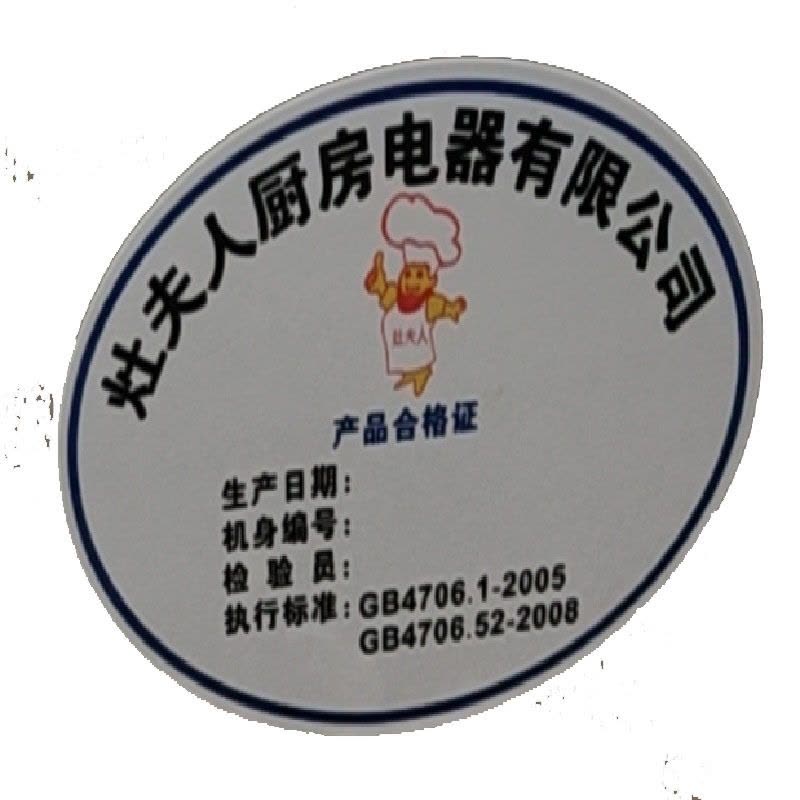 灶夫人厨房电器有限公司
灶夫人
产品合格证
生产日期：
机身编号：
检验员：
执行标准：GB4706.1-2005
GB4706.52-2008